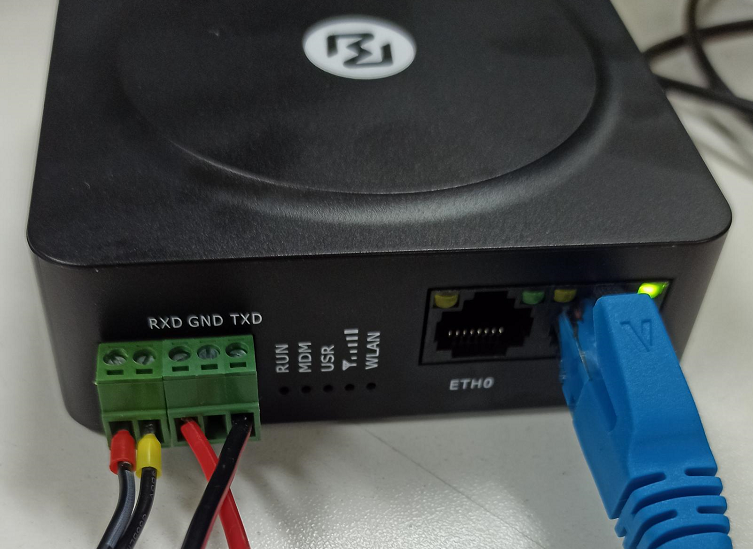 RXD GND TXD
RUN
MDM
USR
WLAN
ETH0